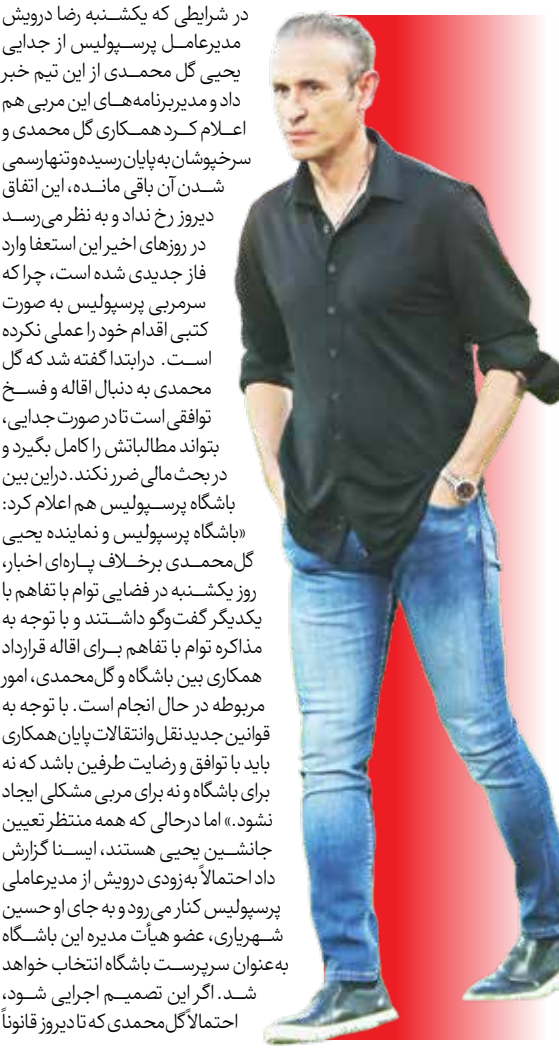 در شرایطی که یکشنبه رضا درویش
مدیرعامل پرسپولیس از جدایی
یحیی گل محمدی از این تیم خبر
داد و مدیربرنامه‌های این مربی هم
اعلام کرد همکاری گل محمدی و
سرخپوشان به پایان رسیده و تنها رسمی
شدن آن باقی مانده، این اتفاق
دیروز رخ نداد و به نظر می‌رسد
در روزهای اخیر این استعفا وارد
فاز جدیدی شده است، چرا که
سرمربی پرسپولیس به صورت
کتبی اقدام خود را عملی نکرده
است. درابتدا گفته شد که گل
محمدی به دنبال اقاله و فسخ
توافقی است تا در صورت جدایی،
بتواند مطالباتش را کامل بگیرد و
در بحث مالی ضرر نکند. دراین بین
باشگاه پرسپولیس هم اعلام کرد:
«باشگاه پرسپولیس و نماینده یحیی
گل‌محمدی برخلاف پاره‌ای اخبار،
روز یکشنبه در فضایی توام با تفاهم با
یکدیگر گفت‌وگو داشتند و با توجه به
مذاکره توام با تفاهم برای اقاله قرارداد
همکاری بین باشگاه و گل‌محمدی، امور
مربوطه در حال انجام است. با توجه به
قوانین جدید نقل وانتقالات پایان همکاری
باید با توافق و رضایت طرفین باشد که نه
برای باشگاه و نه برای مربی مشکلی ایجاد
نشود.» اما درحالی که همه منتظر تعیین
جانشین یحیی هستند، ایسنا گزارش
داد احتمالاً به‌زودی درویش از مدیرعاملی
پرسپولیس کنار می‌رود و به جای او حسین
شهریاری، عضو هیأت مدیره این باشگاه
به‌عنوان سرپرست باشگاه انتخاب خواهد
شد. اگر این تصمیم اجرایی شود،
احتمالاً گل‌محمدی که تا دیروز قانوناً